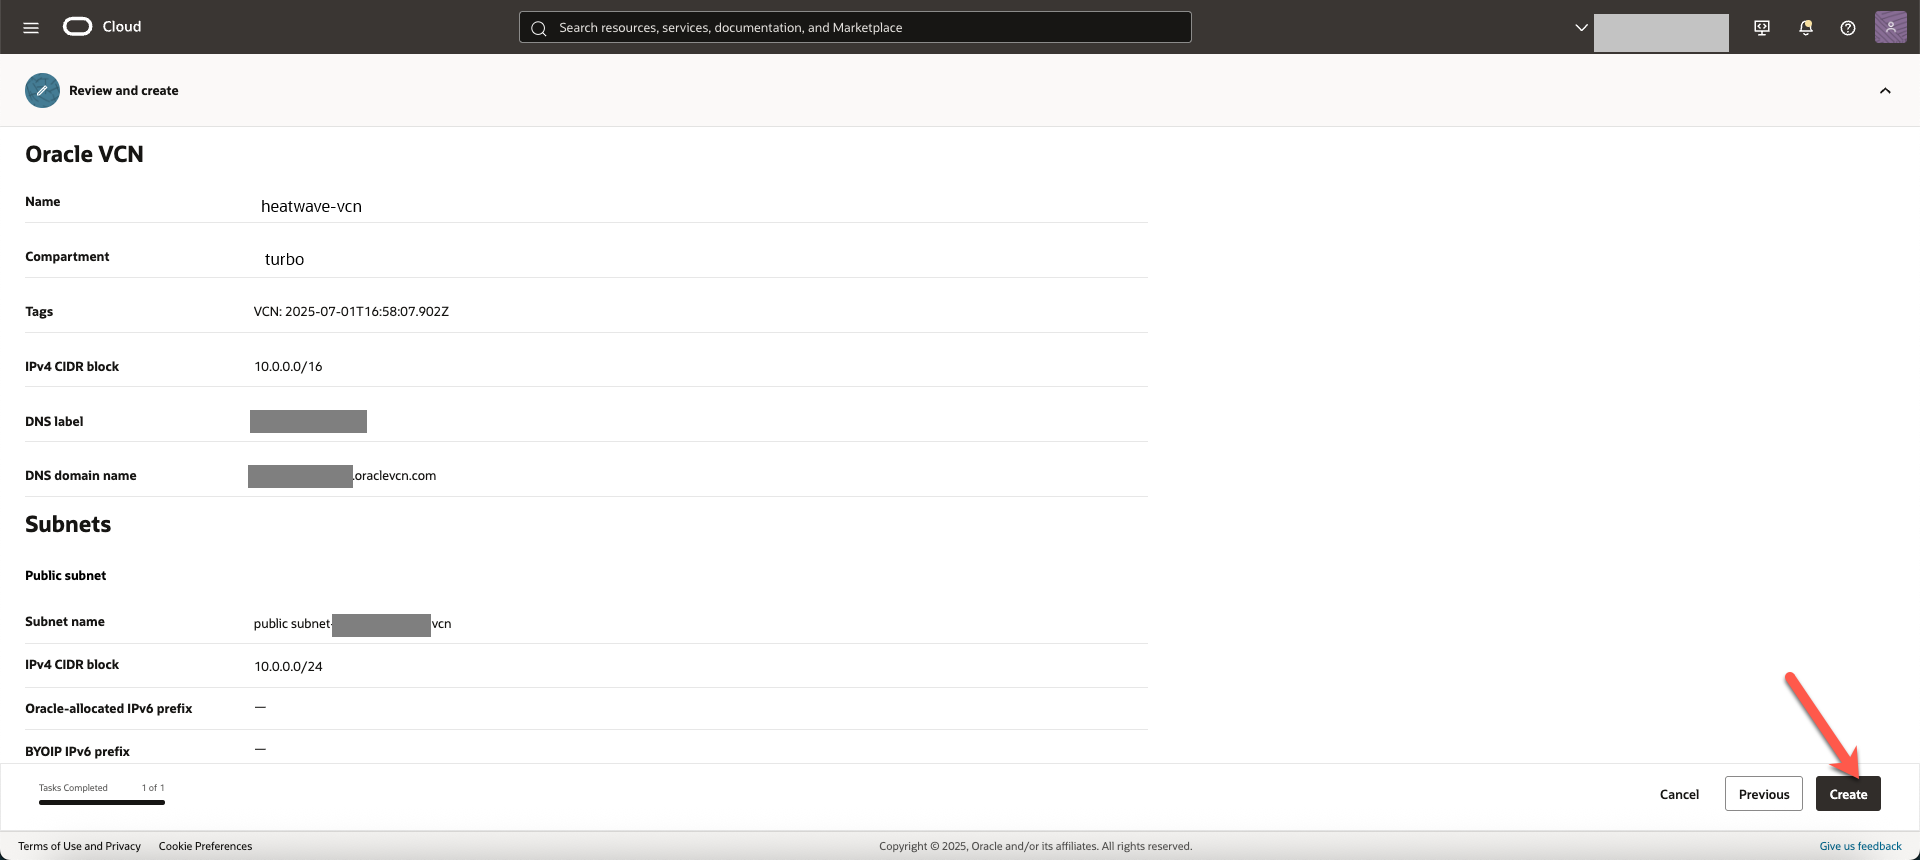 Cloud
Search resources, services, documentation, and Marketplace
Review and create
Oracle VCN
Name heatwave-vcn
Compartment turbo
Tags VCN: 2025-07-01T16:58:07.902Z
IPv4 CIDR block 10.0.0.0/16
DNS label
DNS domain name .oraclevcn.com
Subnets
Public subnet
Subnet name public subnet- vcn
IPv4 CIDR block 10.0.0.0/24
Oracle-allocated IPv6 prefix —
BYOIP IPv6 prefix —
Tasks Completed 1 of 1
Cancel Previous Create
Terms of Use and Privacy Cookie Preferences Copyright © 2025, Oracle and/or its affiliates. All rights reserved. Give us feedback